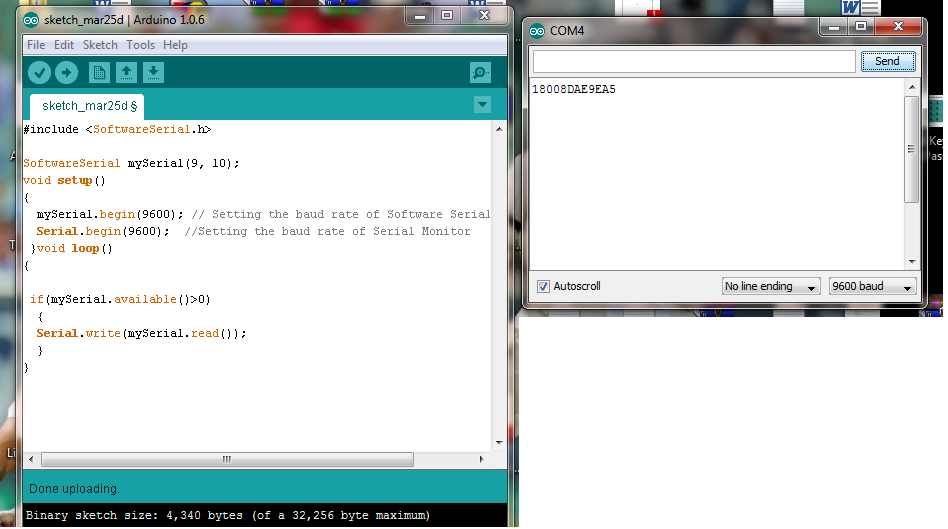 sketch_mar25d | Arduino 1.0.6
File Edit Sketch Tools Help
sketch_mar25d §
#include <SoftwareSerial.h>
SoftwareSerial mySerial(9, 10);
void setup()
{
mySerial.begin(9600); // Setting the baud rate of Software Serial
Serial.begin(9600); //Setting the baud rate of Serial Monitor
}void loop()
{
if(mySerial.available()>0)
{
Serial.write(mySerial.read());
}
}
Done uploading.
Binary sketch size: 4,340 bytes (of a 32,256 byte maximum)
COM4
Send
18008DAE9EA5
Autoscroll
No line ending
9600 baud